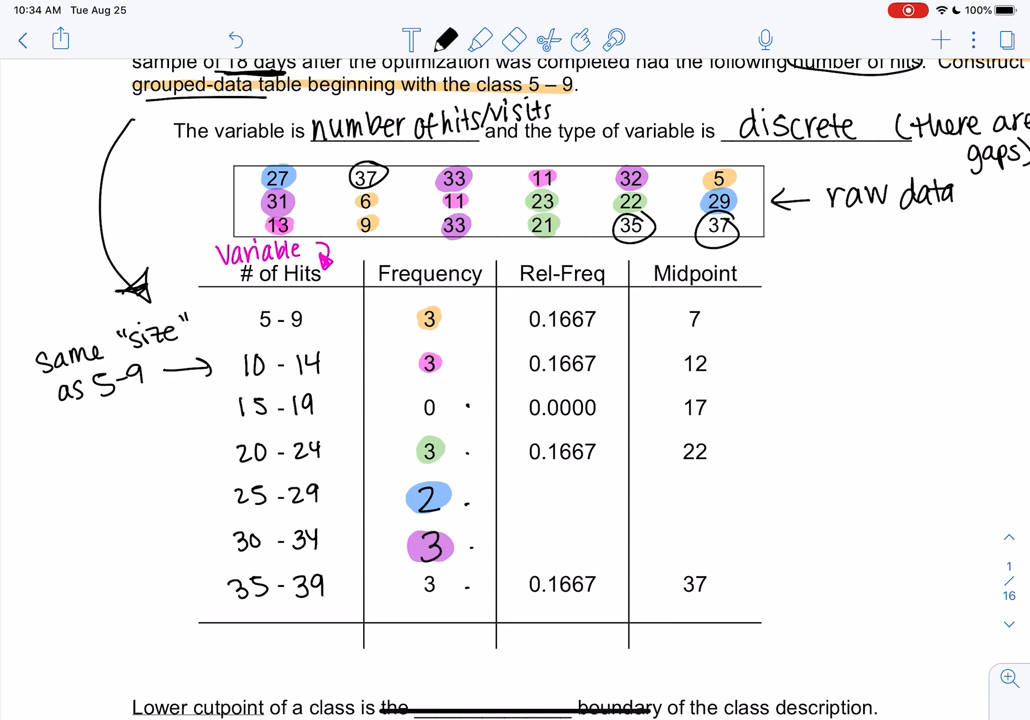 10:34 AM Tue Aug 25
100%
sample of 18 days after the optimization was completed had the following number of hits. Construct
grouped-data table beginning with the class 5 – 9.
The variable is number of hits/visits and the type of variable is discrete (there are
gaps)
27 37 33 11 32 5
31 6 11 23 22 29
13 9 33 21 35 37
← raw data
Variable
# of Hits Frequency Rel-Freq Midpoint
5 - 9 3 0.1667 7
same "size"
as 5-9 →
10 - 14 3 0.1667 12
15 - 19 0 0.0000 17
20 - 24 3 0.1667 22
25 - 29 2
30 - 34 3
35 - 39 3 0.1667 37
1
/
16
Lower cutpoint of a class is the ____________ boundary of the class description.